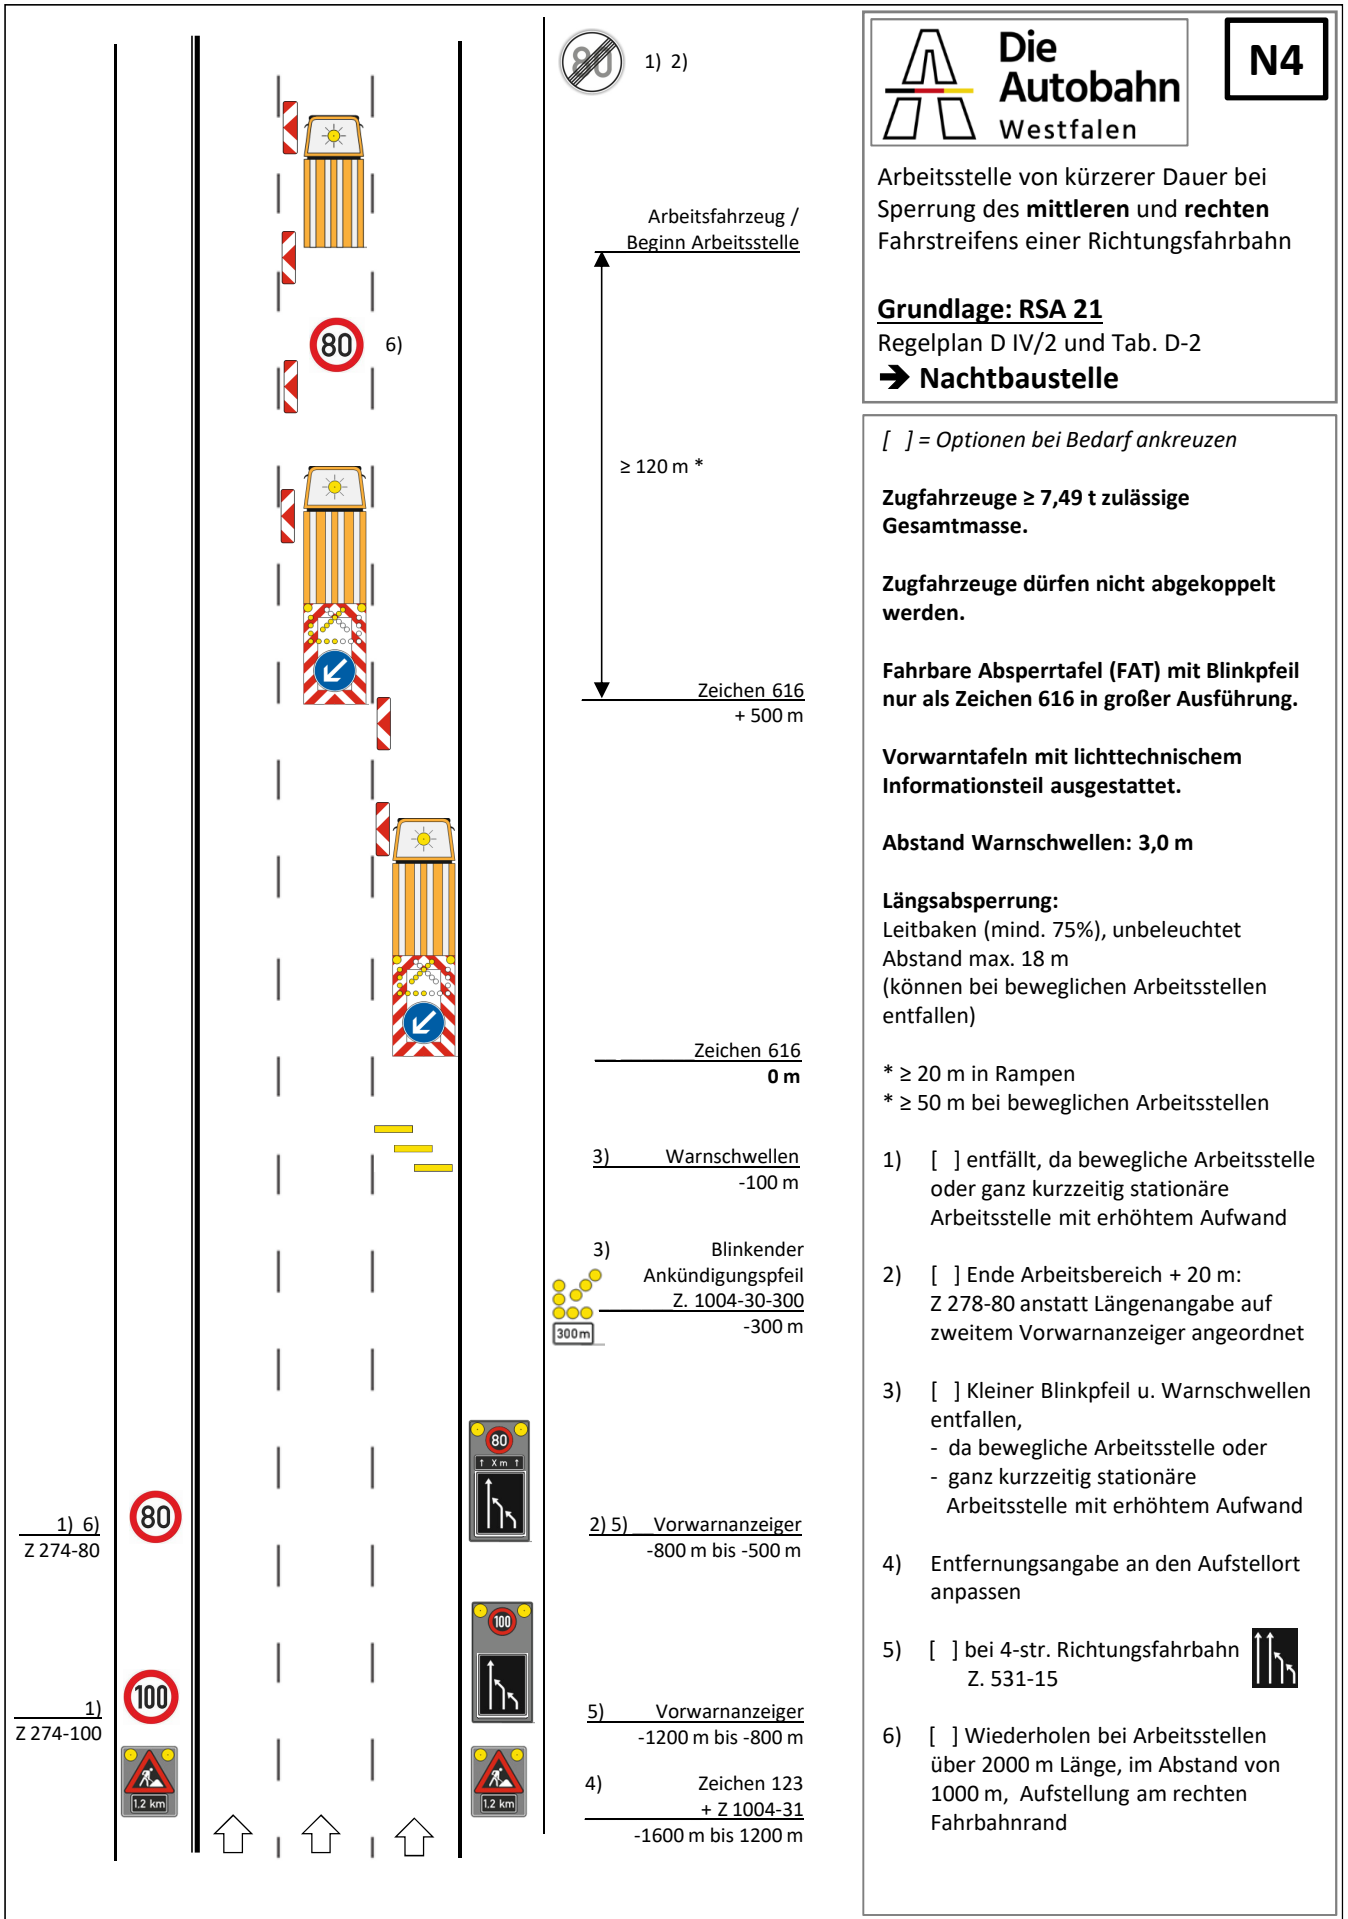 80
1) 2)
Arbeitsfahrzeug /
Beginn Arbeitsstelle
80
6)
≥ 120 m *
Zeichen 616
+ 500 m
Zeichen 616
0 m
3) Warnschwellen
-100 m
3) Blinkender
Ankündigungspfeil
Z. 1004-30-300
-300 m
300 m
80
↑ X m ↑
1) 6)
Z 274-80
80
2) 5) Vorwarnanzeiger
-800 m bis -500 m
100
1)
Z 274-100
100
5) Vorwarnanzeiger
-1200 m bis -800 m
1,2 km
1,2 km
4) Zeichen 123
+ Z 1004-31
-1600 m bis 1200 m
Die
Autobahn
Westfalen
N4
Arbeitsstelle von kürzerer Dauer bei
Sperrung des mittleren und rechten
Fahrstreifens einer Richtungsfahrbahn
Grundlage: RSA 21
Regelplan D IV/2 und Tab. D-2
➔ Nachtbaustelle
[ ] = Optionen bei Bedarf ankreuzen
Zugfahrzeuge ≥ 7,49 t zulässige
Gesamtmasse.
Zugfahrzeuge dürfen nicht abgekoppelt
werden.
Fahrbare Absperrtafel (FAT) mit Blinkpfeil
nur als Zeichen 616 in großer Ausführung.
Vorwarntafeln mit lichttechnischem
Informationsteil ausgestattet.
Abstand Warnschwellen: 3,0 m
Längsabsperrung:
Leitbaken (mind. 75%), unbeleuchtet
Abstand max. 18 m
(können bei beweglichen Arbeitsstellen
entfallen)
* ≥ 20 m in Rampen
* ≥ 50 m bei beweglichen Arbeitsstellen
1) [ ] entfällt, da bewegliche Arbeitsstelle
oder ganz kurzzeitig stationäre
Arbeitsstelle mit erhöhtem Aufwand
2) [ ] Ende Arbeitsbereich + 20 m:
Z 278-80 anstatt Längenangabe auf
zweitem Vorwarnanzeiger angeordnet
3) [ ] Kleiner Blinkpfeil u. Warnschwellen
entfallen,
- da bewegliche Arbeitsstelle oder
- ganz kurzzeitig stationäre
Arbeitsstelle mit erhöhtem Aufwand
4) Entfernungsangabe an den Aufstellort
anpassen
5) [ ] bei 4-str. Richtungsfahrbahn
Z. 531-15
6) [ ] Wiederholen bei Arbeitsstellen
über 2000 m Länge, im Abstand von
1000 m, Aufstellung am rechten
Fahrbahnrand